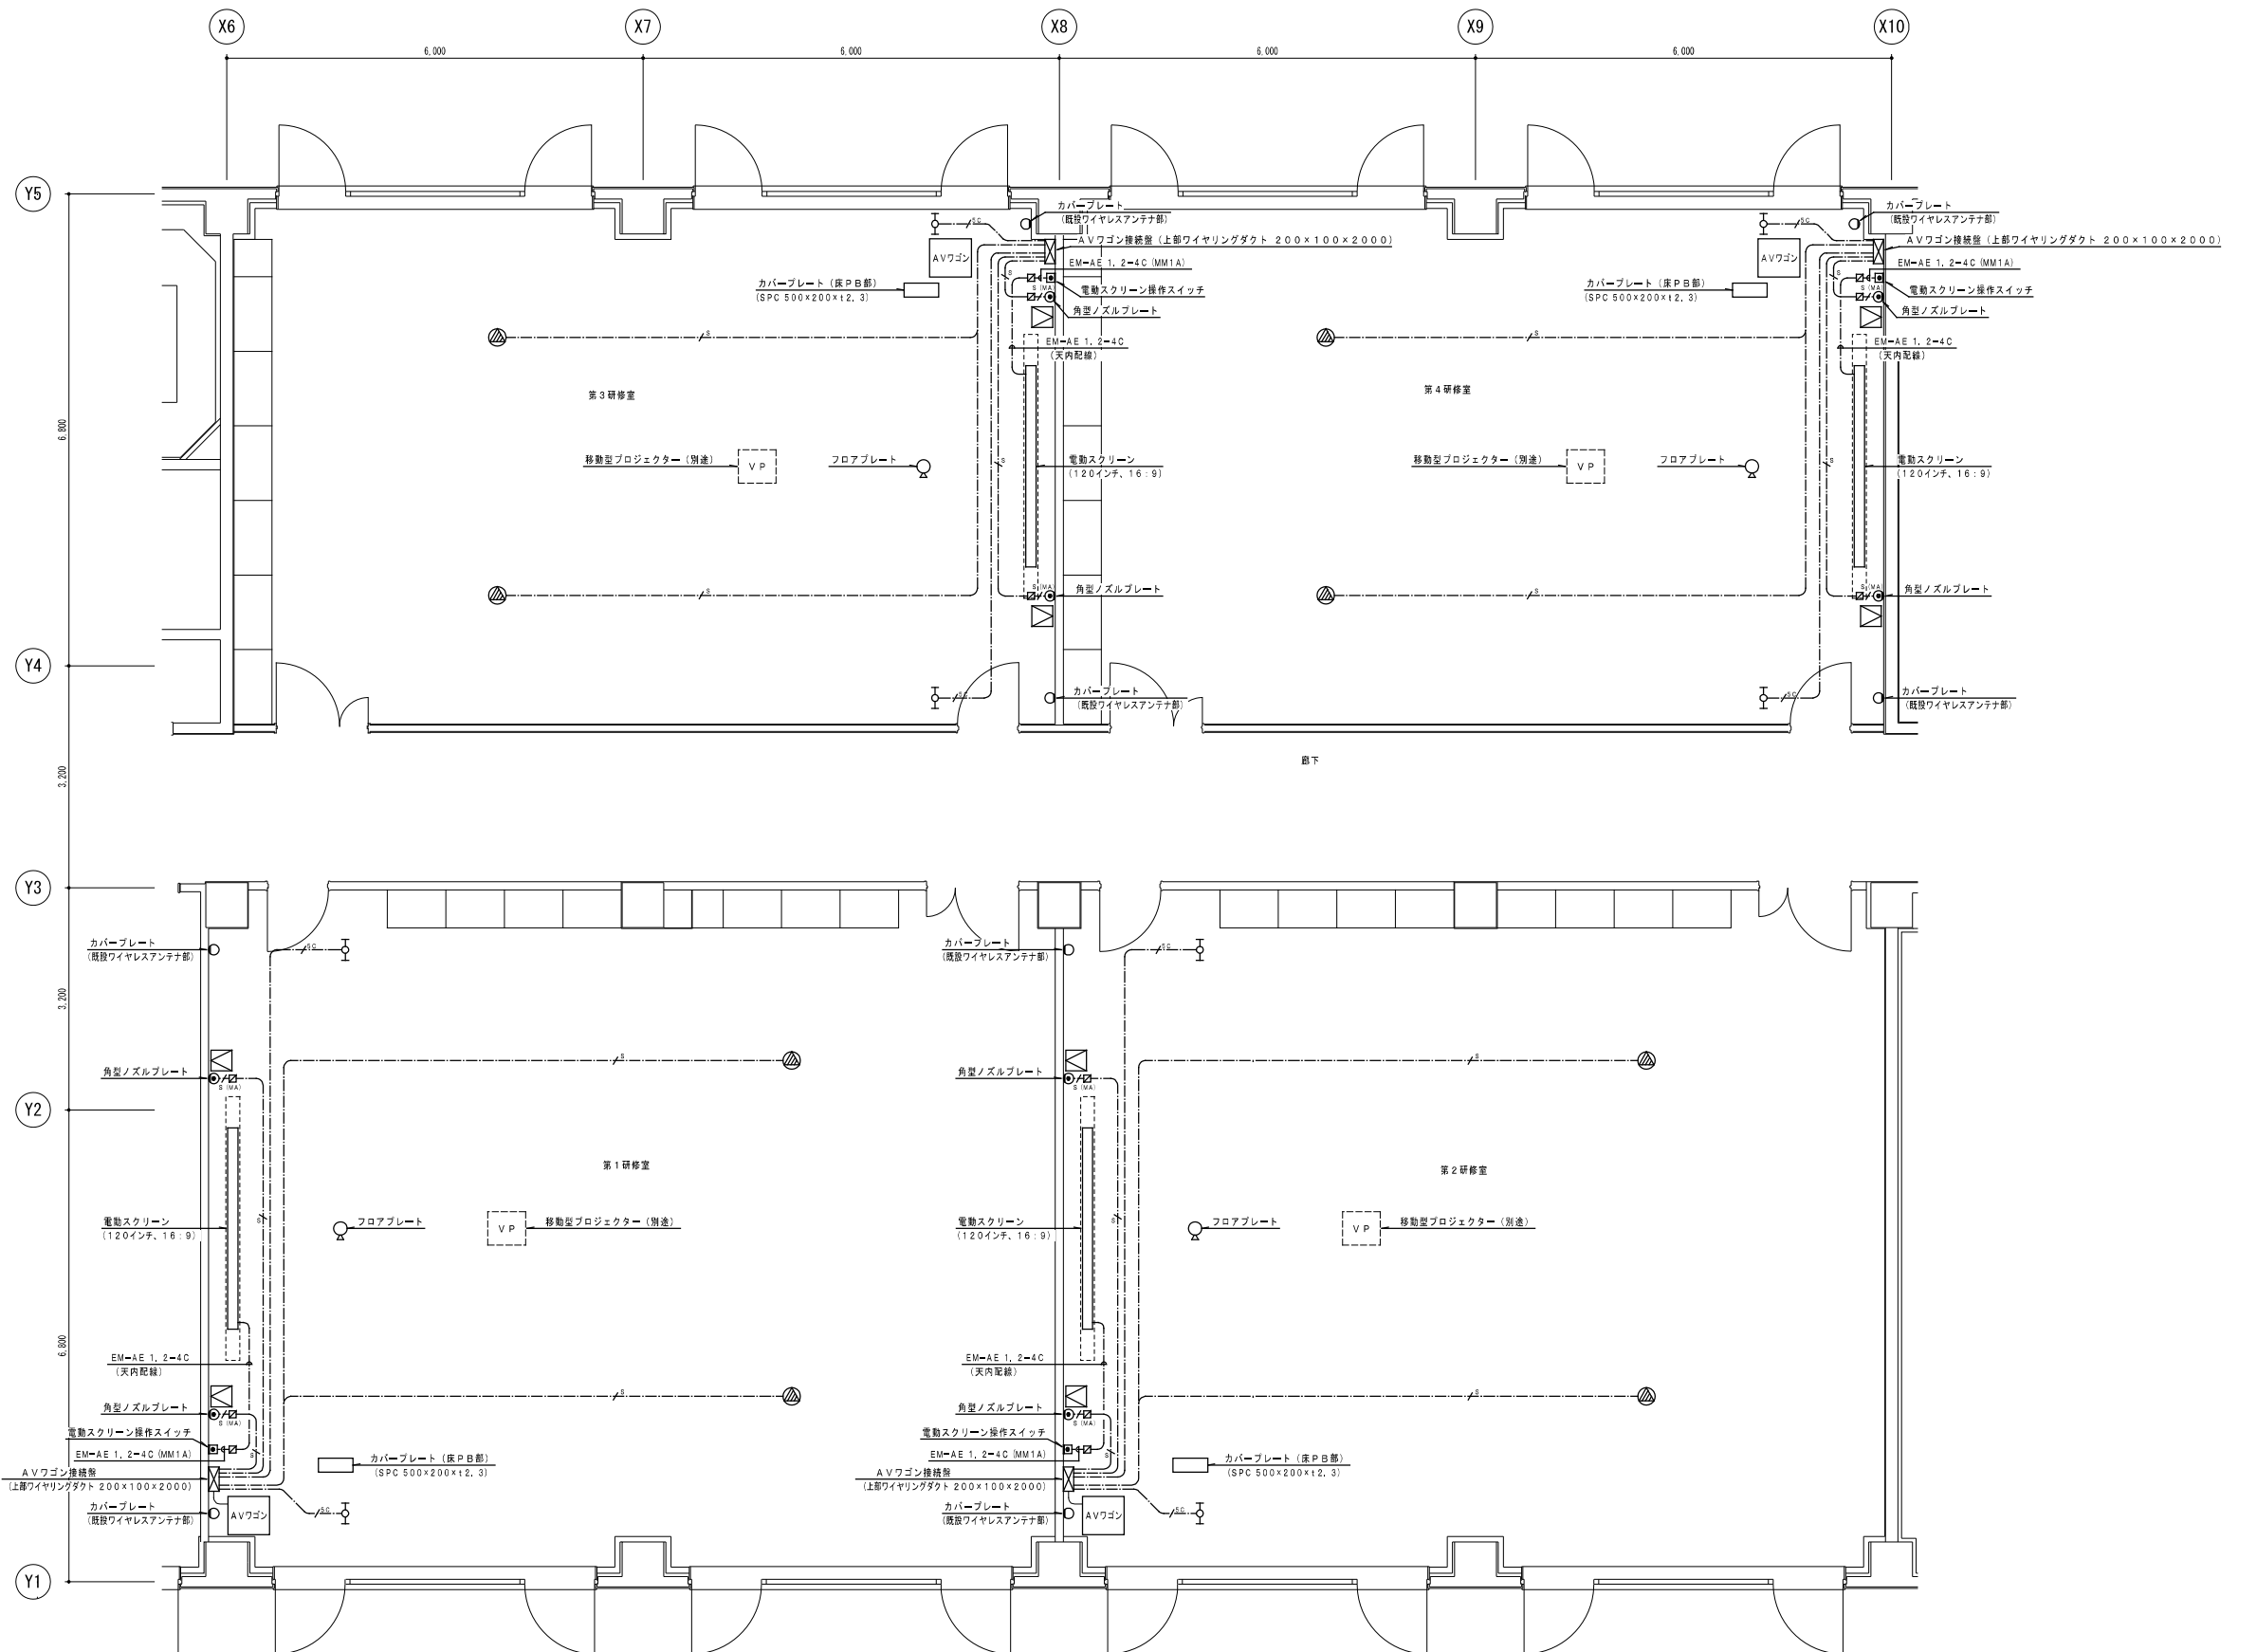 X6
X7
X8
X9
X10
6,000
6,000
6,000
6,000
Y5
カバープレート
(既設ワイヤレスアンテナ部)
5C
AVワゴン
AVワゴン接続盤(上部ワイヤリングダクト 200×100×2000)
EM-AE 1.2-4C(MM1A)
電動スクリーン操作スイッチ
角型ノズルプレート
カバープレート(床PB部)
(SPC 500×200×t2.3)
S
S(MA)
S
EM-AE 1.2-4C
(天内配線)
第3研修室
移動型プロジェクター(別途)
VP
フロアプレート
S
電動スクリーン
(120インチ、16:9)
S
S(MA)
角型ノズルプレート
5C
カバープレート
(既設ワイヤレスアンテナ部)
カバープレート
(既設ワイヤレスアンテナ部)
5C
AVワゴン
AVワゴン接続盤(上部ワイヤリングダクト 200×100×2000)
EM-AE 1.2-4C(MM1A)
電動スクリーン操作スイッチ
角型ノズルプレート
カバープレート(床PB部)
(SPC 500×200×t2.3)
S
S(MA)
S
EM-AE 1.2-4C
(天内配線)
第4研修室
移動型プロジェクター(別途)
VP
フロアプレート
S
電動スクリーン
(120インチ、16:9)
S
S(MA)
角型ノズルプレート
5C
カバープレート
(既設ワイヤレスアンテナ部)
6,800
Y4
3,200
廊下
Y3
3,200
Y2
6,800
Y1
カバープレート
(既設ワイヤレスアンテナ部)
5C
S
角型ノズルプレート
S(MA)
第1研修室
S
電動スクリーン
(120インチ、16:9)
フロアプレート
VP
移動型プロジェクター(別途)
EM-AE 1.2-4C
(天内配線)
S
角型ノズルプレート
S(MA)
電動スクリーン操作スイッチ
S
EM-AE 1.2-4C(MM1A)
カバープレート(床PB部)
(SPC 500×200×t2.3)
AVワゴン接続盤
(上部ワイヤリングダクト 200×100×2000)
カバープレート
(既設ワイヤレスアンテナ部)
AVワゴン
5C
カバープレート
(既設ワイヤレスアンテナ部)
5C
S
角型ノズルプレート
S(MA)
第2研修室
S
電動スクリーン
(120インチ、16:9)
フロアプレート
VP
移動型プロジェクター(別途)
EM-AE 1.2-4C
(天内配線)
S
角型ノズルプレート
S(MA)
電動スクリーン操作スイッチ
S
EM-AE 1.2-4C(MM1A)
カバープレート(床PB部)
(SPC 500×200×t2.3)
AVワゴン接続盤
(上部ワイヤリングダクト 200×100×2000)
カバープレート
(既設ワイヤレスアンテナ部)
AVワゴン
5C